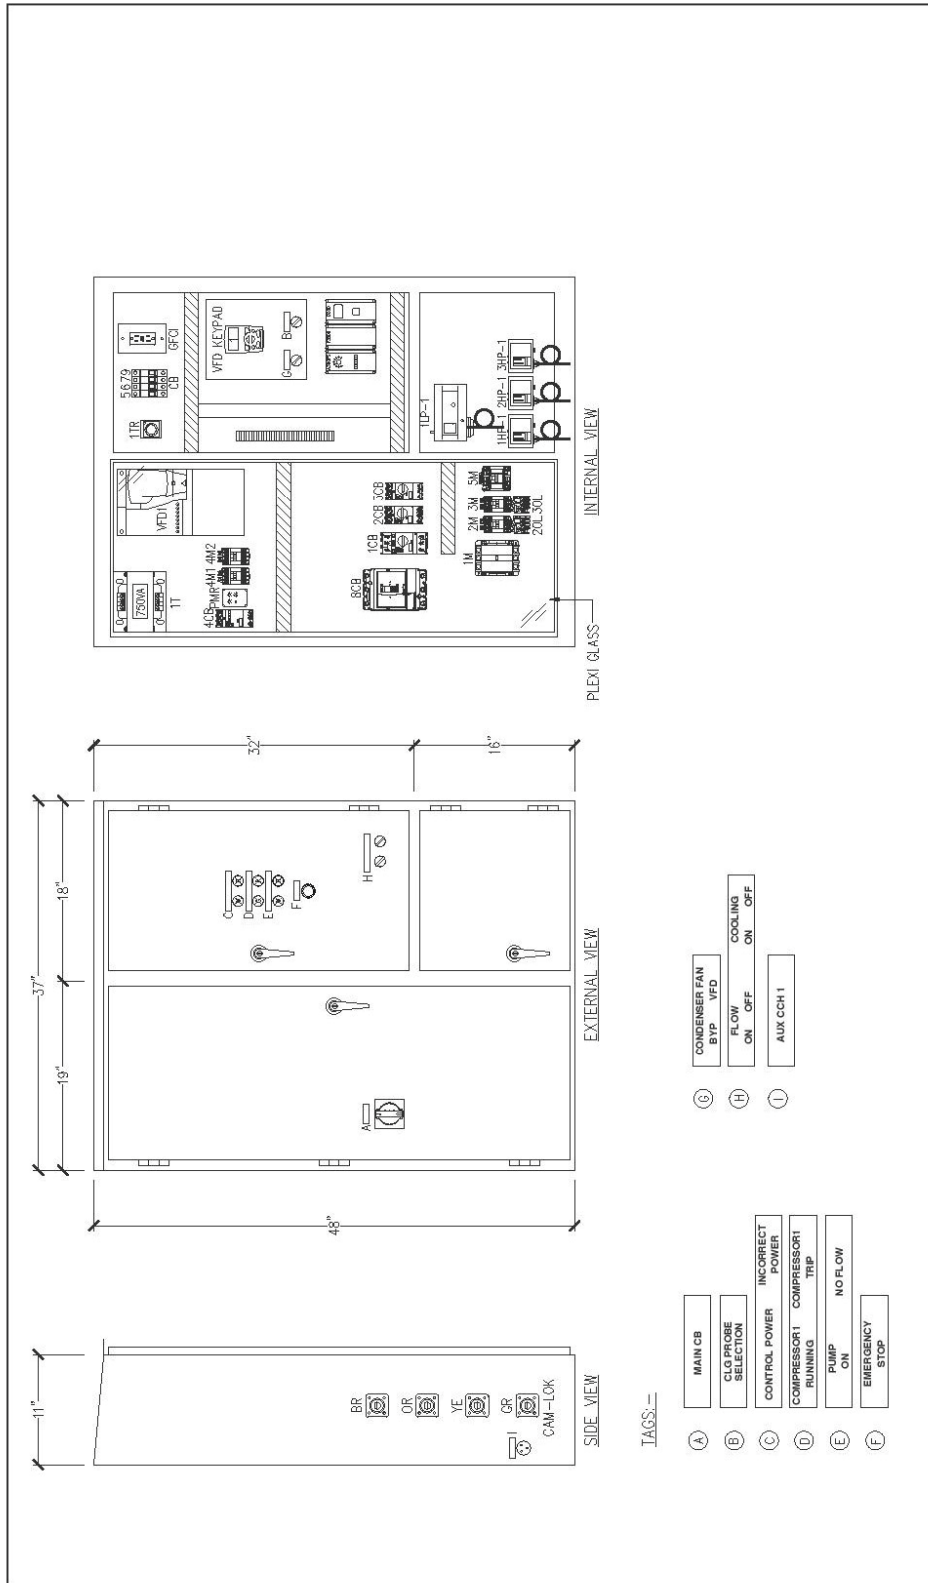 11"
BR
OR
YE
GR
I
CAM-LOK
SIDE VIEW
37"
19"
18"
48"
32"
16"
A
C
D
E
F
H
EXTERNAL VIEW
750VA
1T
VFD1
4CB
PMR
4M1
4M2
8CB
1CB
2CB
3CB
1M
2M
3M
5M
2OL
3OL
PLEXI GLASS
1TR
5679
CB
GFCI
VFD KEYPAD
1
G
B
1LP-1
1HP-1
2HP-1
3HP-1
INTERNAL VIEW
TAGS:-
A
MAIN CB
B
CLG PROBE
SELECTION
C
CONTROL POWER INCORRECT
POWER
D
COMPRESSOR1 COMPRESSOR1
RUNNING TRIP
E
PUMP NO FLOW
ON
F
EMERGENCY
STOP
G
CONDENSER FAN
BYP VFD
H
FLOW COOLING
ON OFF ON OFF
I
AUX CCH 1